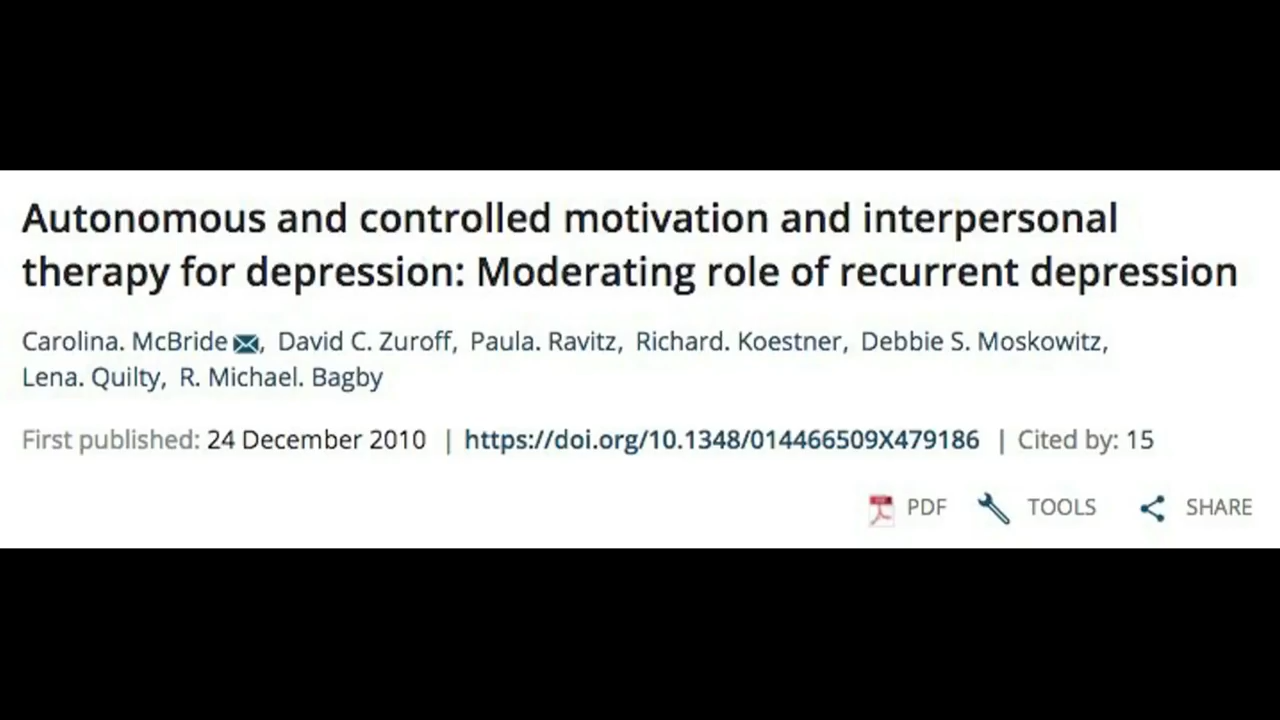 Autonomous and controlled motivation and interpersonal
therapy for depression: Moderating role of recurrent depression
Carolina. McBride, David C. Zuroff, Paula. Ravitz, Richard. Koestner, Debbie S. Moskowitz,
Lena. Quilty, R. Michael. Bagby
First published: 24 December 2010 | https://doi.org/10.1348/014466509X479186 | Cited by: 15
PDF TOOLS SHARE